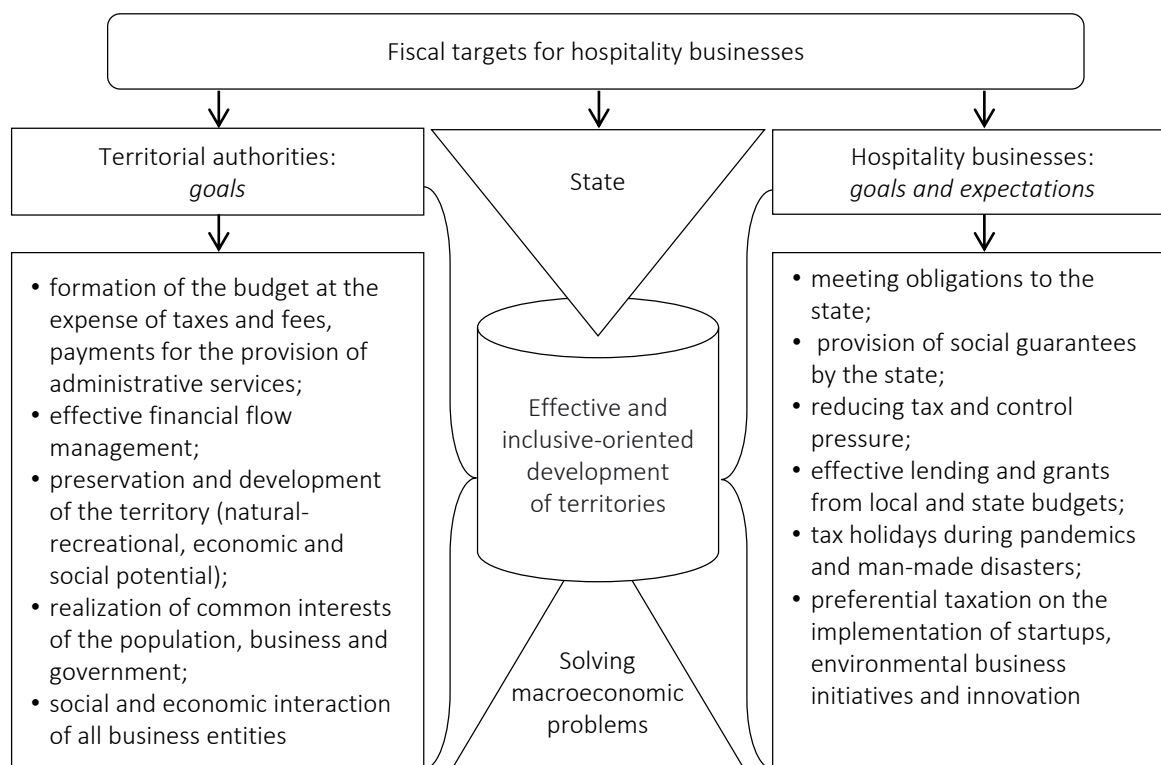 Fiscal targets for hospitality businesses
Territorial authorities:
goals
State
Hospitality businesses:
goals and expectations
• formation of the budget at the
expense of taxes and fees,
payments for the provision of
administrative services;
• effective financial flow
management;
• preservation and development
of the territory (natural-
recreational, economic and
social potential);
• realization of common interests
of the population, business and
government;
• social and economic interaction
of all business entities
Effective and
inclusive-oriented
development
of territories
Solving
macroeconomic
problems
• meeting obligations to the
state;
• provision of social guarantees
by the state;
• reducing tax and control
pressure;
• effective lending and grants
from local and state budgets;
• tax holidays during pandemics
and man-made disasters;
• preferential taxation on the
implementation of startups,
environmental business
initiatives and innovation